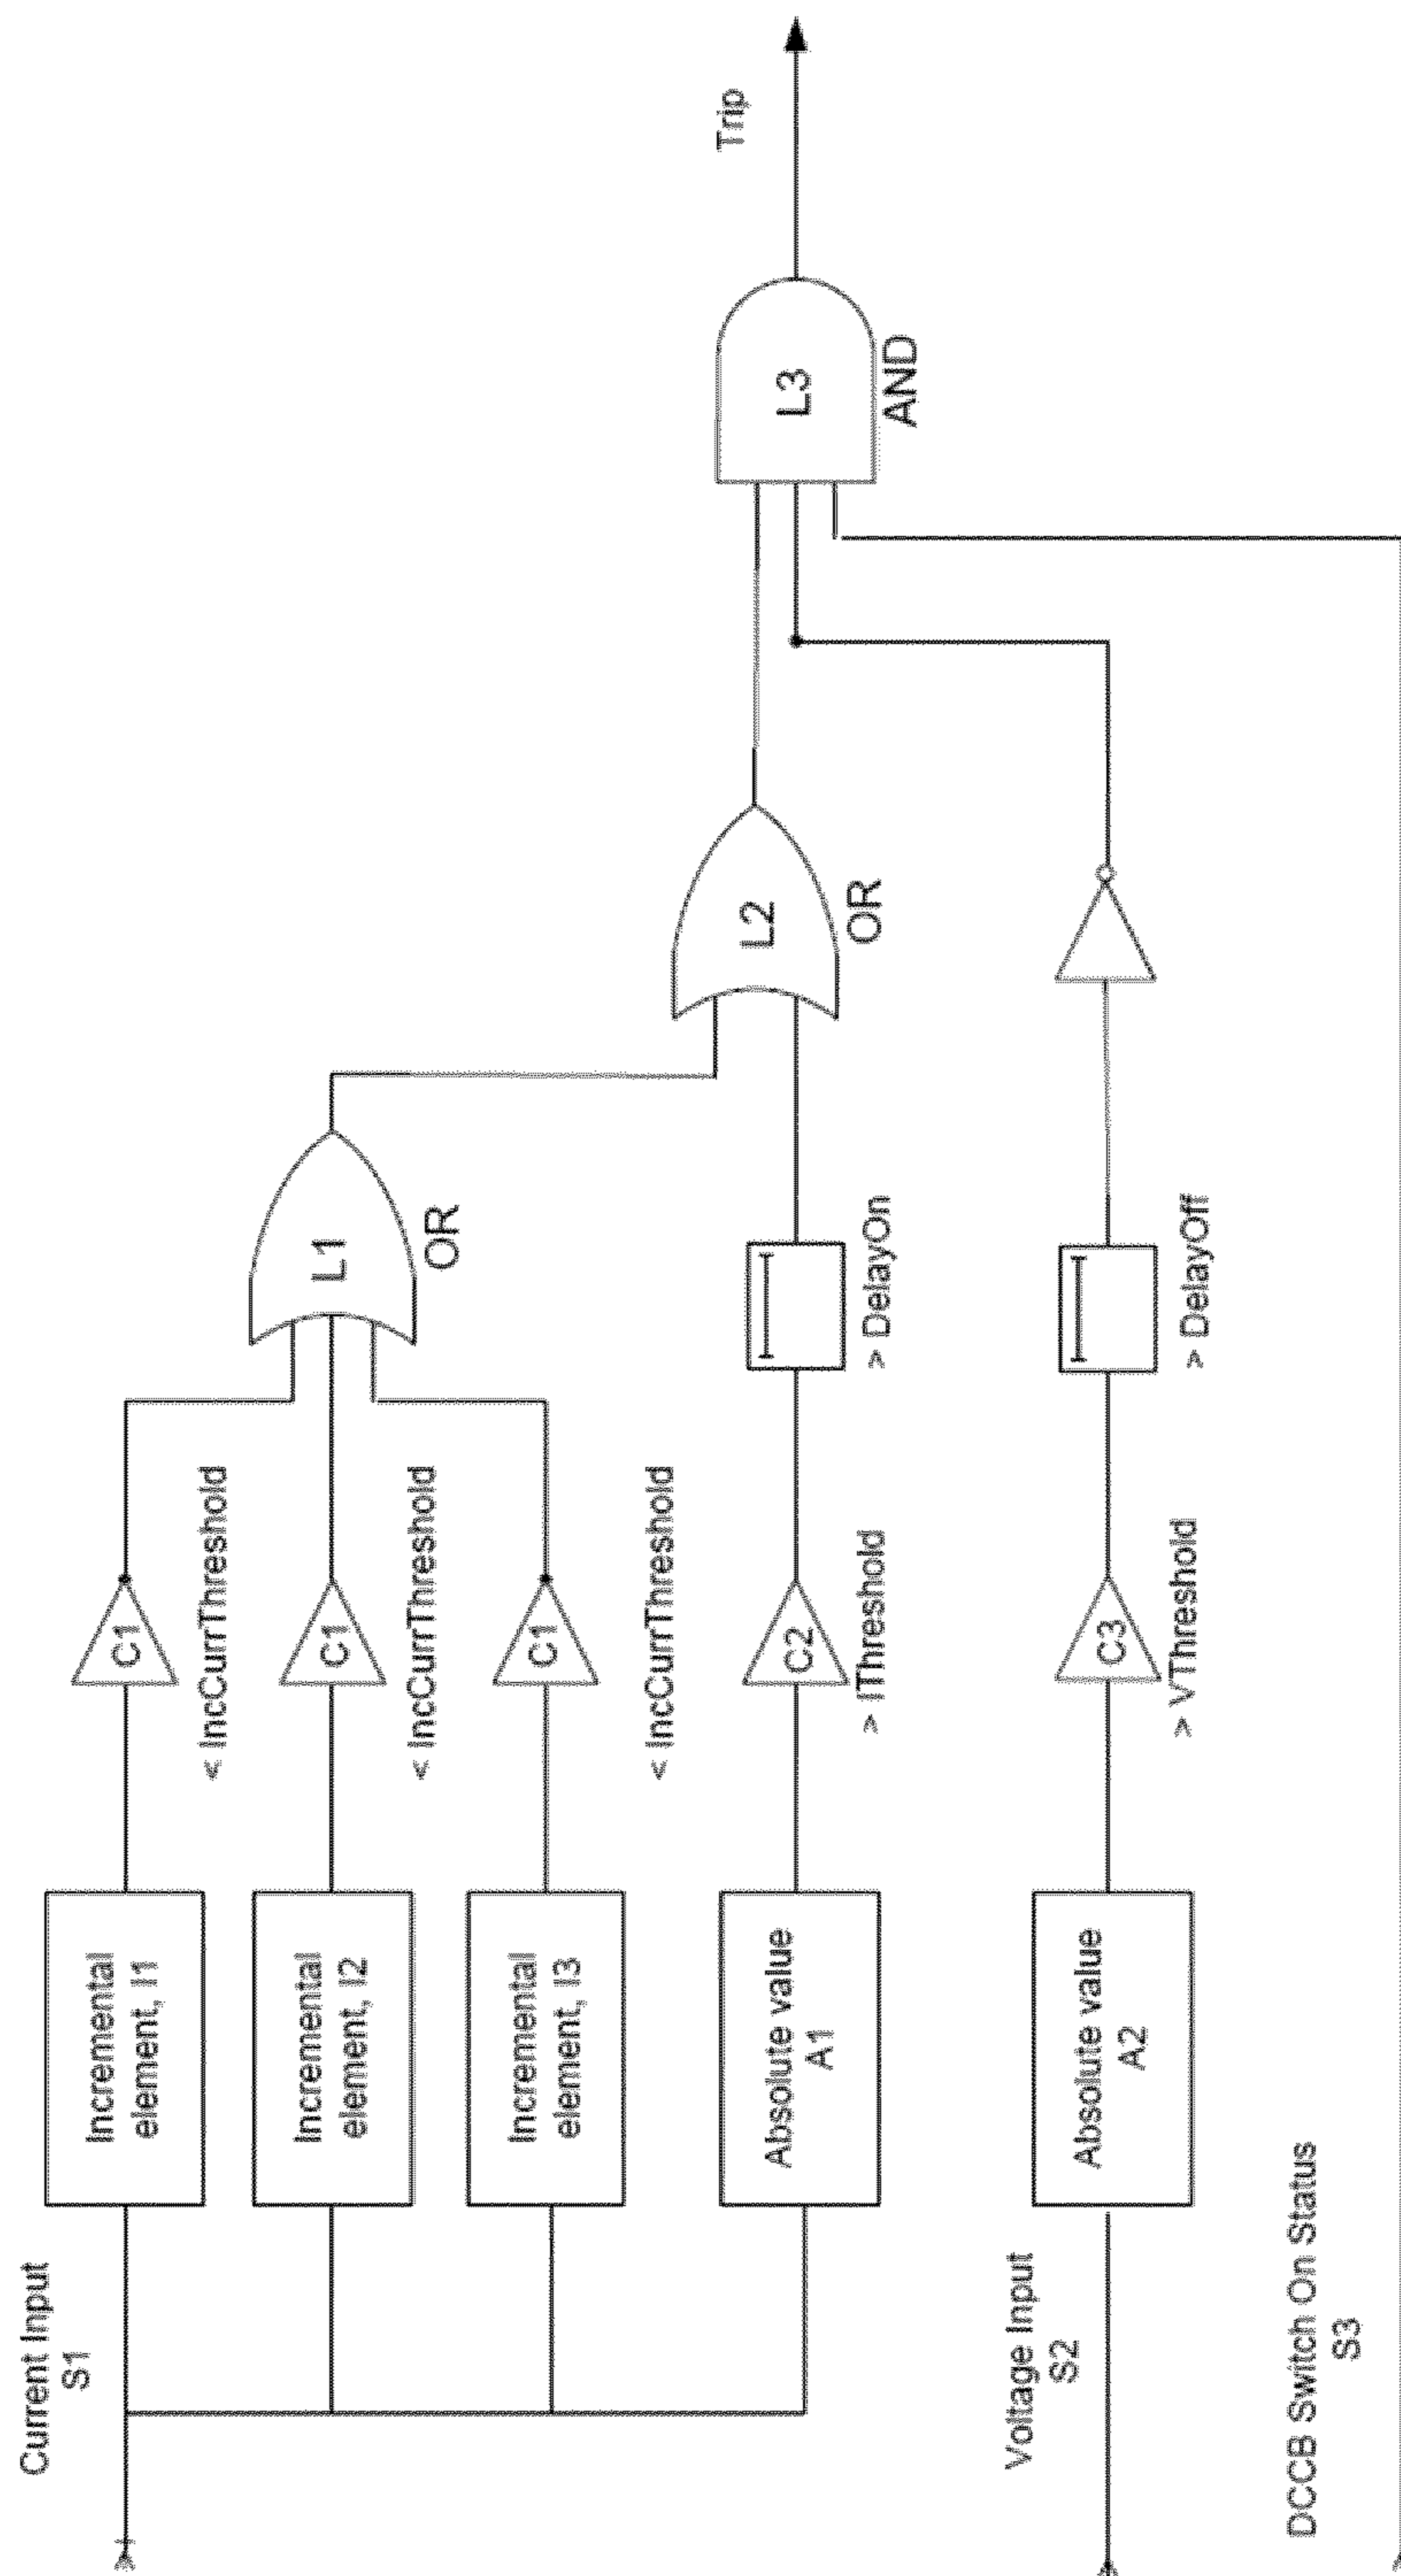 Current Input
S1
Incremental
element, I1
C1
< IncCurrThreshold
Incremental
element, I2
C1
< IncCurrThreshold
Incremental
element, I3
C1
< IncCurrThreshold
L1
OR
Absolute value
A1
C2
> IThreshold
> DelayOn
L2
OR
Voltage Input
S2
Absolute value
A2
C3
> VThreshold
> DelayOff
L3
AND
Trip
DCCB Switch On Status
S3